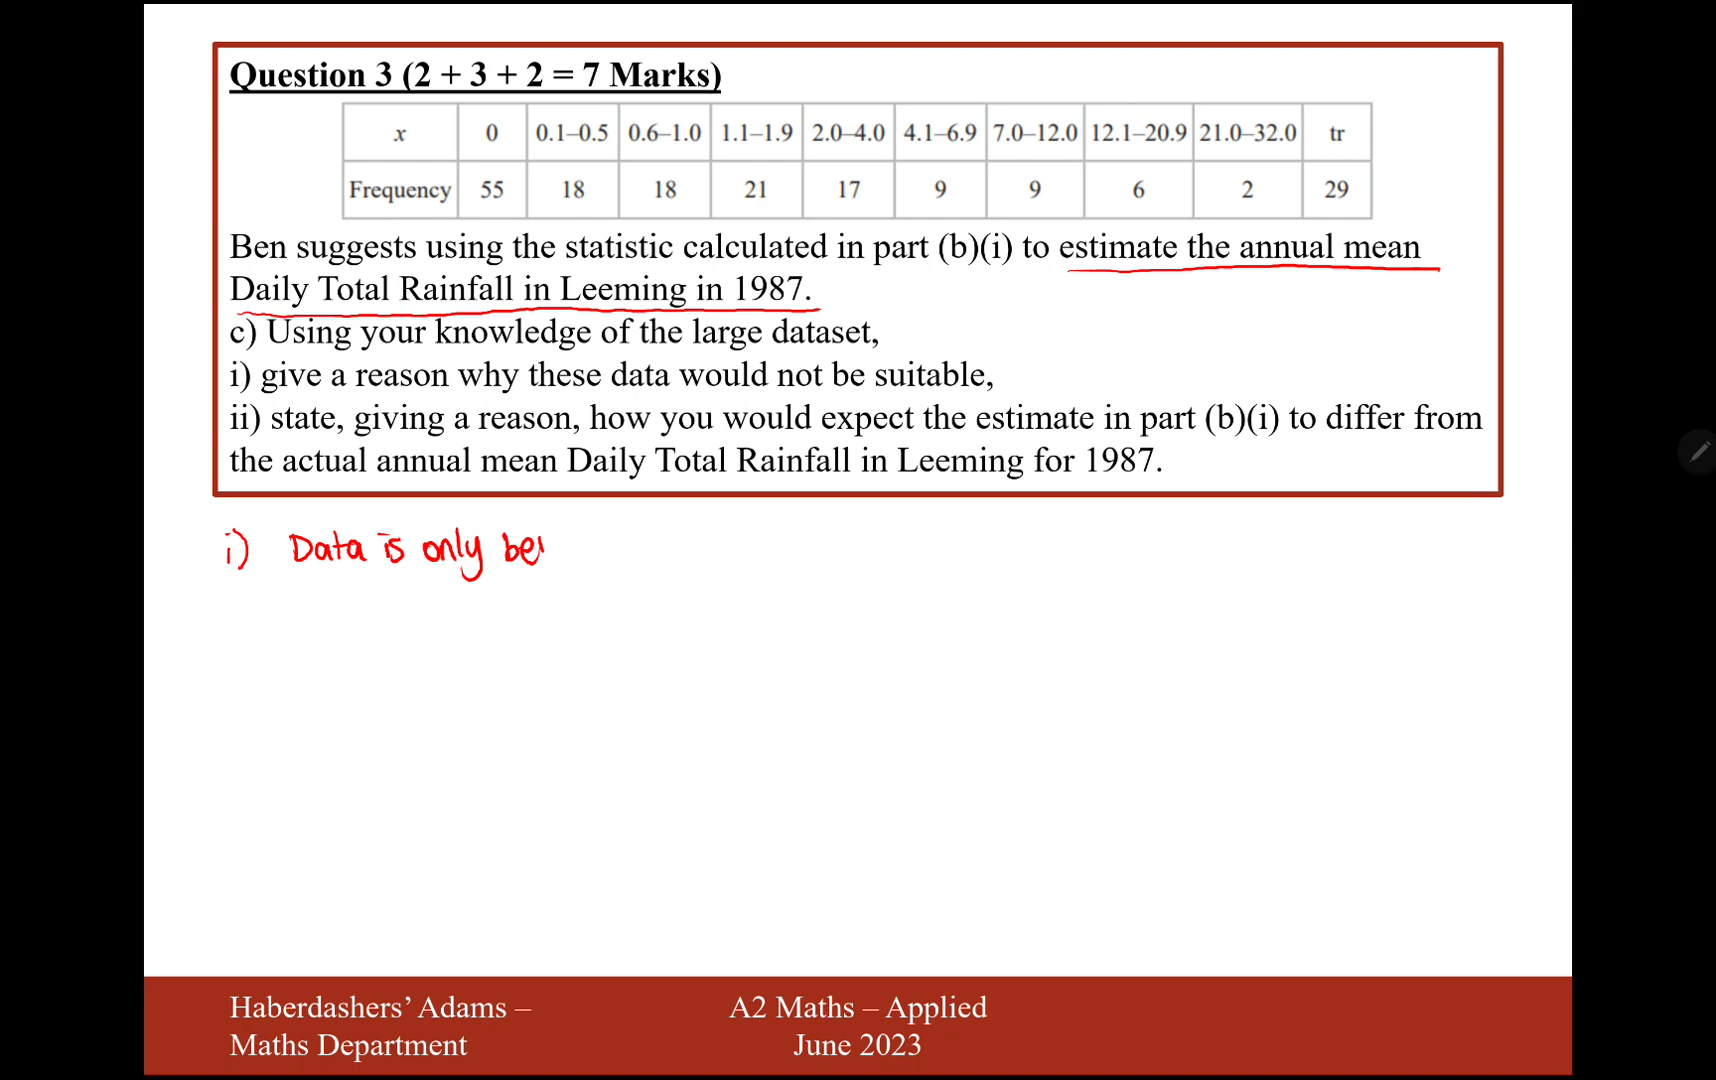 Question 3 (2 + 3 + 2 = 7 Marks)
x 0 0.1–0.5 0.6–1.0 1.1–1.9 2.0–4.0 4.1–6.9 7.0–12.0 12.1–20.9 21.0–32.0 tr
Frequency 55 18 18 21 17 9 9 6 2 29
Ben suggests using the statistic calculated in part (b)(i) to estimate the annual mean
Daily Total Rainfall in Leeming in 1987.
c) Using your knowledge of the large dataset,
i) give a reason why these data would not be suitable,
ii) state, giving a reason, how you would expect the estimate in part (b)(i) to differ from
the actual annual mean Daily Total Rainfall in Leeming for 1987.
i) Data is only
Haberdashers’ Adams –
Maths Department
A2 Maths – Applied
June 2023